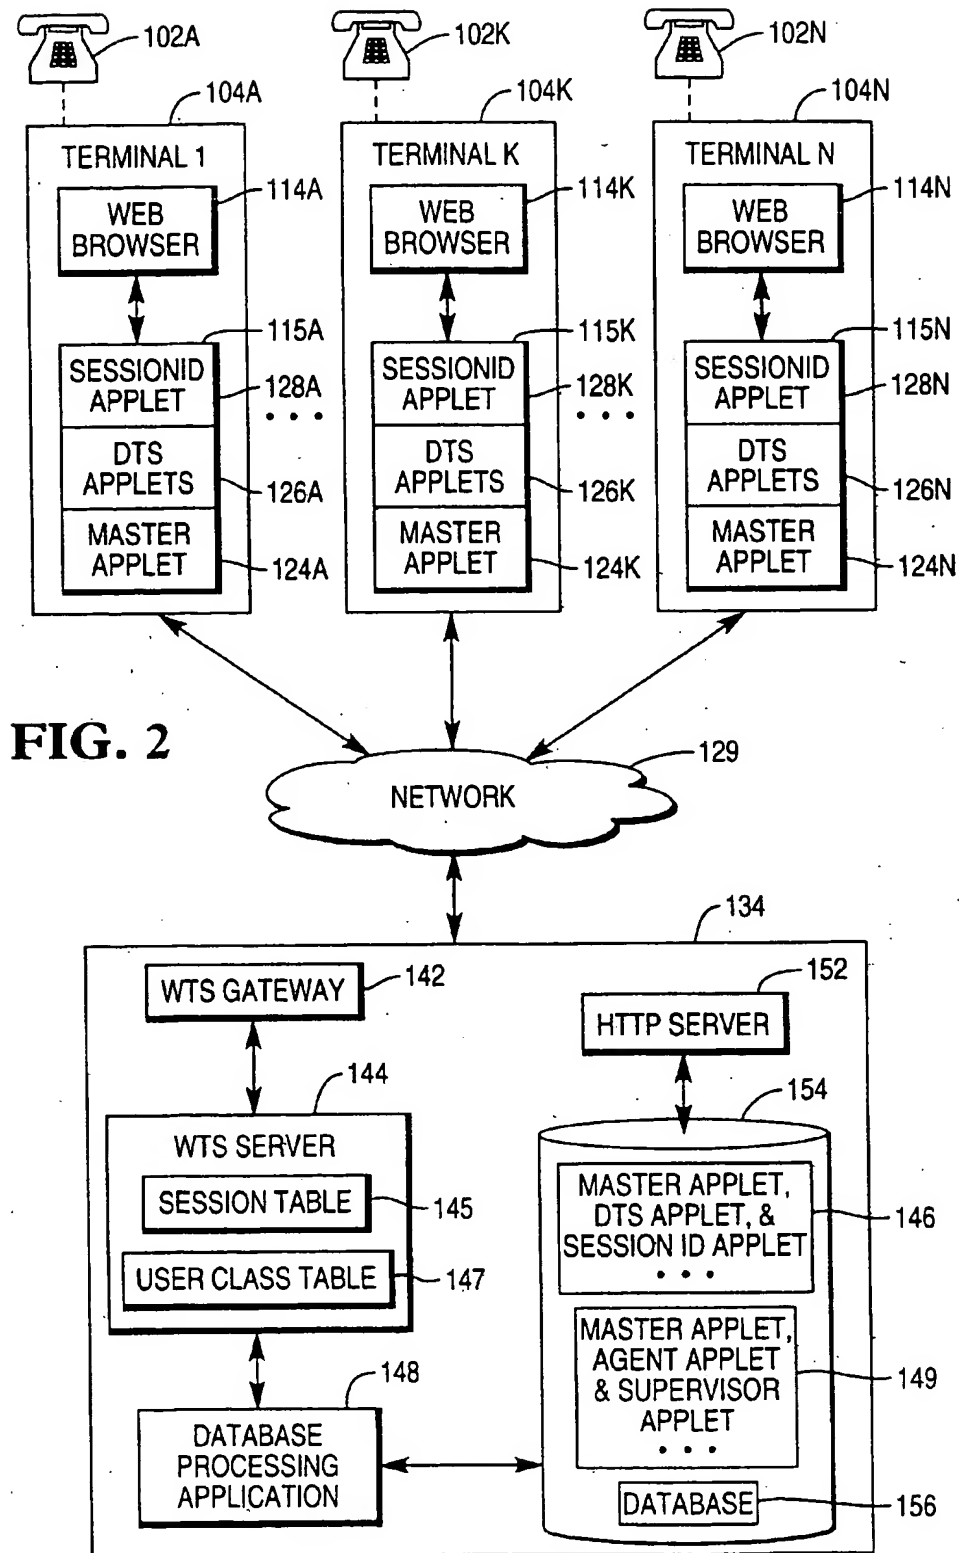 102A
102K
102N
104A
104K
104N
TERMINAL 1
TERMINAL K
TERMINAL N
114A
114K
114N
WEB
BROWSER
WEB
BROWSER
WEB
BROWSER
115A
115K
115N
SESSIONID
APPLET
SESSIONID
APPLET
SESSIONID
APPLET
128A
128K
128N
• • •
• • •
DTS
APPLETS
DTS
APPLETS
DTS
APPLETS
126A
126K
126N
MASTER
APPLET
MASTER
APPLET
MASTER
APPLET
124A
124K
124N
FIG. 2
129
NETWORK
134
WTS GATEWAY
142
152
HTTP SERVER
144
154
WTS SERVER
SESSION TABLE
145
USER CLASS TABLE
147
MASTER APPLET,
DTS APPLET, &
SESSION ID APPLET
• • •
146
MASTER APPLET,
AGENT APPLET
& SUPERVISOR
APPLET
• • •
149
148
DATABASE
PROCESSING
APPLICATION
DATABASE
156